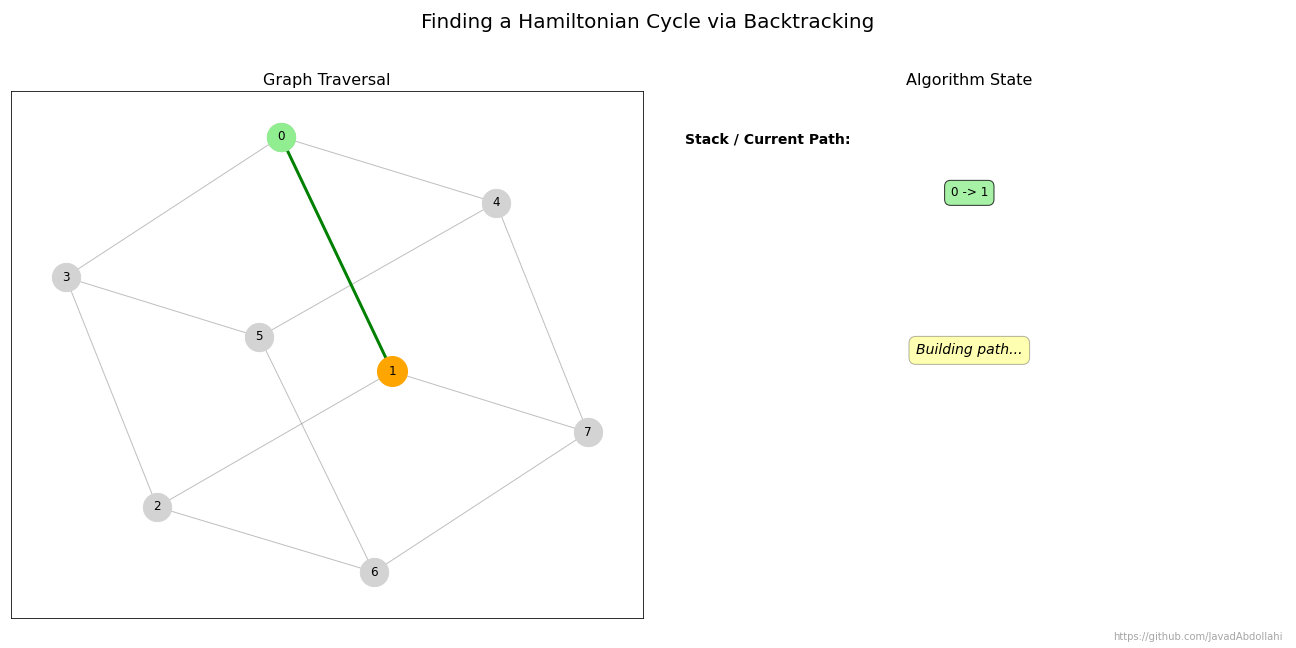 Finding a Hamiltonian Cycle via Backtracking
Graph Traversal
0
4
3
5
1
7
2
6
Algorithm State
Stack / Current Path:
0 -> 1
Building path...
https://github.com/JavadAbdollahi